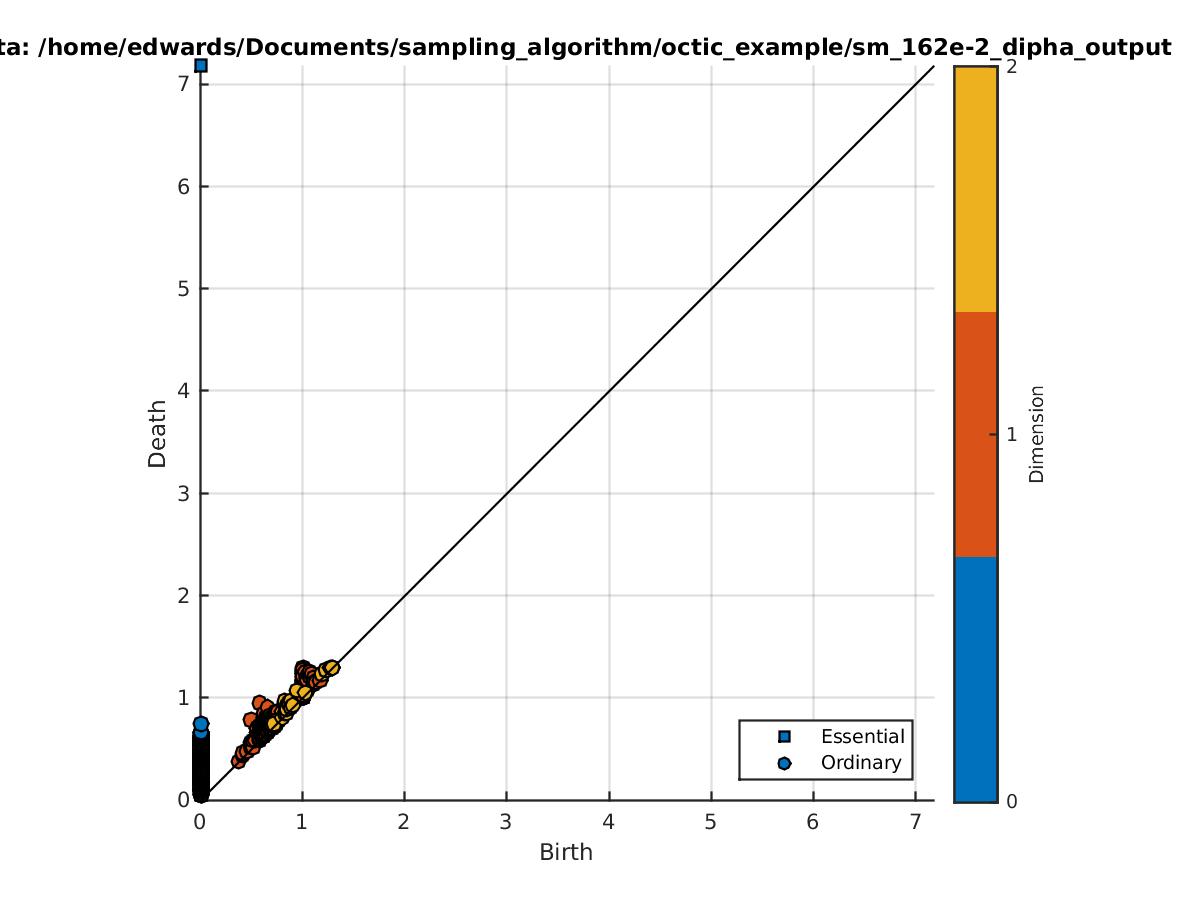 ta: /home/edwards/Documents/sampling_algorithm/octic_example/sm_162e-2_dipha_output
7
6
5
4
3
2
1
0
Death
0 1 2 3 4 5 6 7
Birth
Essential
Ordinary
2
1
0
Dimension